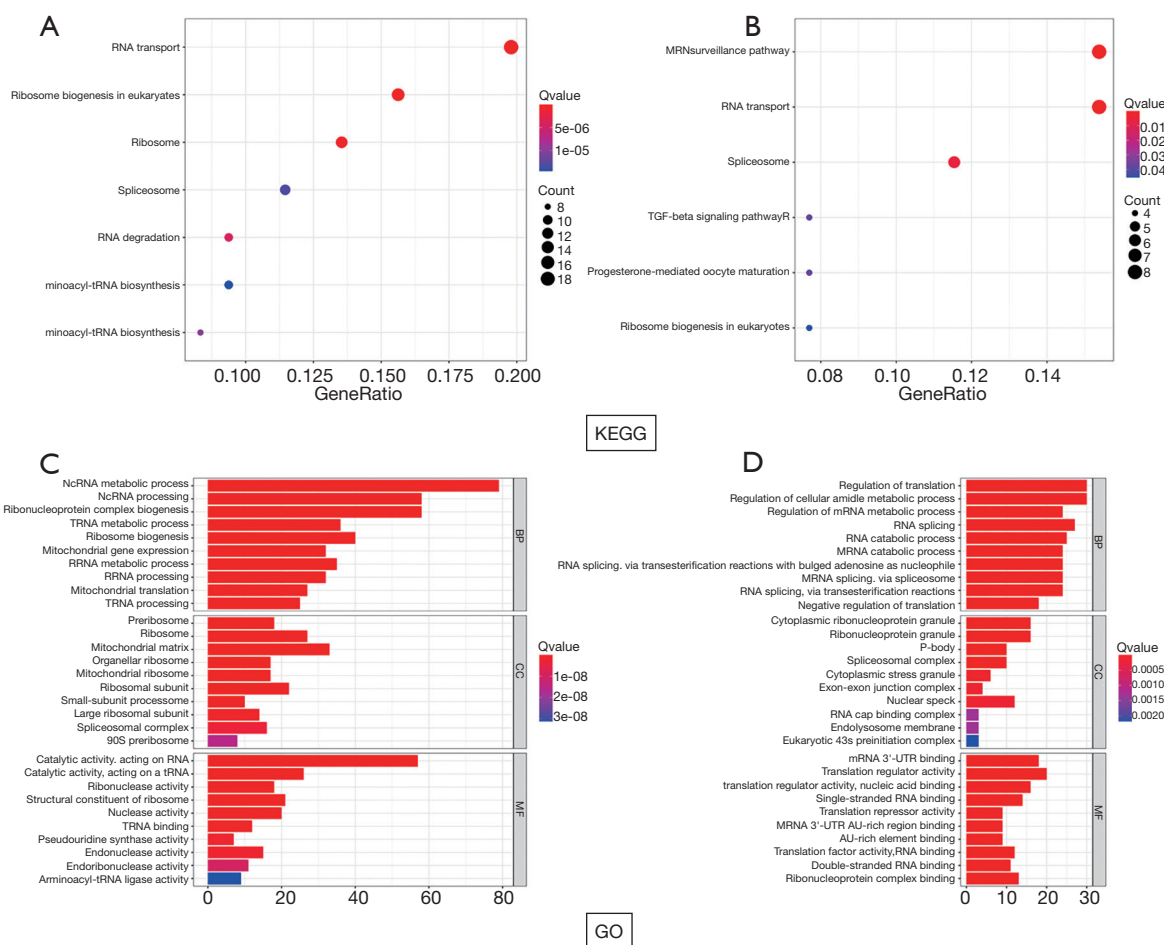 A
RNA transport
Ribosome biogenesis in eukaryates
Ribosome
Spliceosome
RNA degradation
minoacyl-tRNA biosynthesis
minoacyl-tRNA biosynthesis
0.100 0.125 0.150 0.175 0.200
GeneRatio
Qvalue
5e-06
1e-05
Count
8
10
12
14
16
18
B
MRNsurveillance pathway
RNA transport
Spliceosome
TGF-beta signaling pathwayR
Progesterone-mediated oocyte maturation
Ribosome biogenesis in eukaryotes
0.08 0.10 0.12 0.14
GeneRatio
Qvalue
0.01
0.02
0.03
0.04
Count
4
5
6
7
8
KEGG
C
NcRNA metabolic process
NcRNA processing
Ribonucleoprotein complex biogenesis
TRNA metabolic process
Ribosome biogenesis
Mitochondrial gene expression
RRNA metabolic process
RRNA processing
Mitochondrial translation
TRNA processing
BP
Preribosome
Ribosome
Mitochondrial matrix
Organellar ribosome
Mitochondrial ribosome
Ribosomal subunit
Small-subunit processome
Large ribosomal subunit
Spliceosomal complex
90S preribosome
CC
Catalytic activity. acting on RNA
Catalytic activity, acting on a tRNA
Ribonuclease activity
Structural constituent of ribosome
Nuclease activity
TRNA binding
Pseudouridine synthase activity
Endonuclease activity
Endoribonuclease activity
Arminoacyl-tRNA ligase activity
MF
0 20 40 60 80
Qvalue
1e-08
2e-08
3e-08
D
Regulation of translation
Regulation of cellular amidle metabolic process
Regulation of mRNA metabolic process
RNA splicing
RNA catabolic process
MRNA catabolic process
RNA splicing. via transesterification reactions with bulged adenosine as nucleophile
MRNA splicing. via spliceosome
RNA splicing, via transesterification reactions
Negative regulation of translation
BP
Cytoplasmic ribonucleoprotein granule
Ribonucleoprotein granule
P-body
Spliceosomal complex
Cytoplasmic stress granule
Exon-exon junction complex
Nuclear speck
RNA cap binding complex
Endolysosome membrane
Eukaryotic 43s preinitiation complex
CC
mRNA 3'-UTR binding
Translation regulator activity
translation regulator activity, nucleic acid binding
Single-stranded RNA binding
Translation repressor activity
MRNA 3'-UTR AU-rich region binding
AU-rich element binding
Translation factor activity,RNA binding
Double-stranded RNA binding
Ribonucleoprotein complex binding
MF
0 10 20 30
Qvalue
0.0005
0.0010
0.0015
0.0020
GO